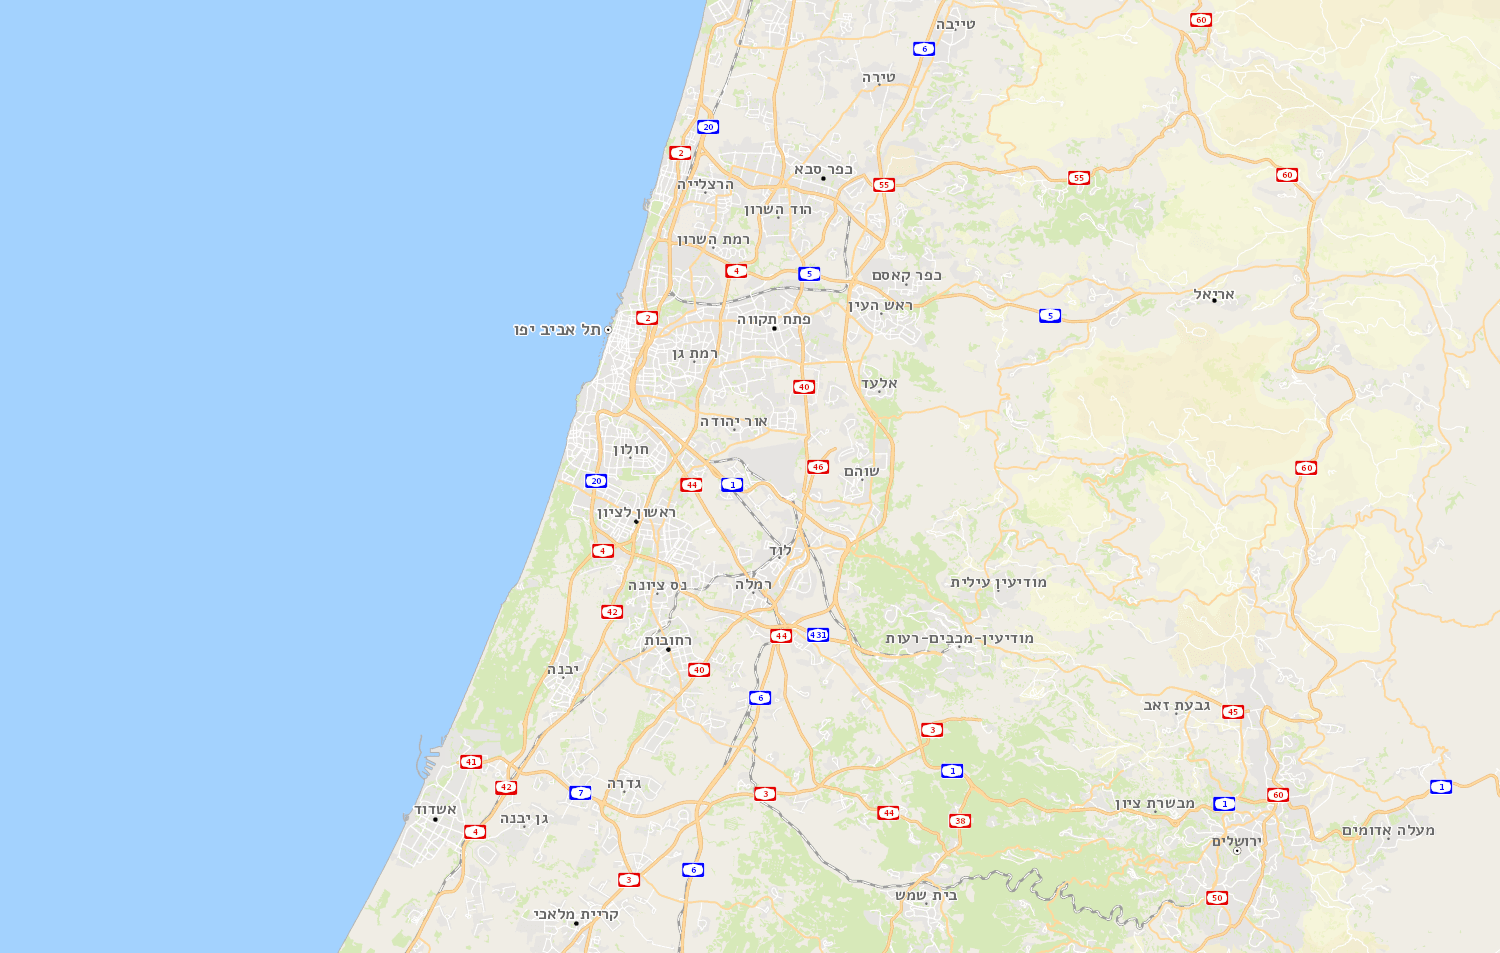 60
טייבה
6
טירה
20
2
כפר סבא
55
55
60
הרצלייה
הוד השרון
רמת השרון
4
5
כפר קאסם
אריאל
ראש העין
5
2
פתח תקווה
תל אביב יפו
רמת גן
40
אלעד
אור יהודה
חולון
46
60
שוהם
20
44
1
ראשון לציון
4
לוד
מודיעין עילית
נס ציונה
רמלה
42
44
431
מודיעין-מכבים-רעות
רחובות
יבנה
40
6
גבעת זאב
45
3
41
1
42
7
גדרה
3
1
מבשרת ציון
1
60
אשדוד
גן יבנה
44
38
4
מעלה אדומים
ירושלים
6
3
בית שמש
50
קריית מלאכי